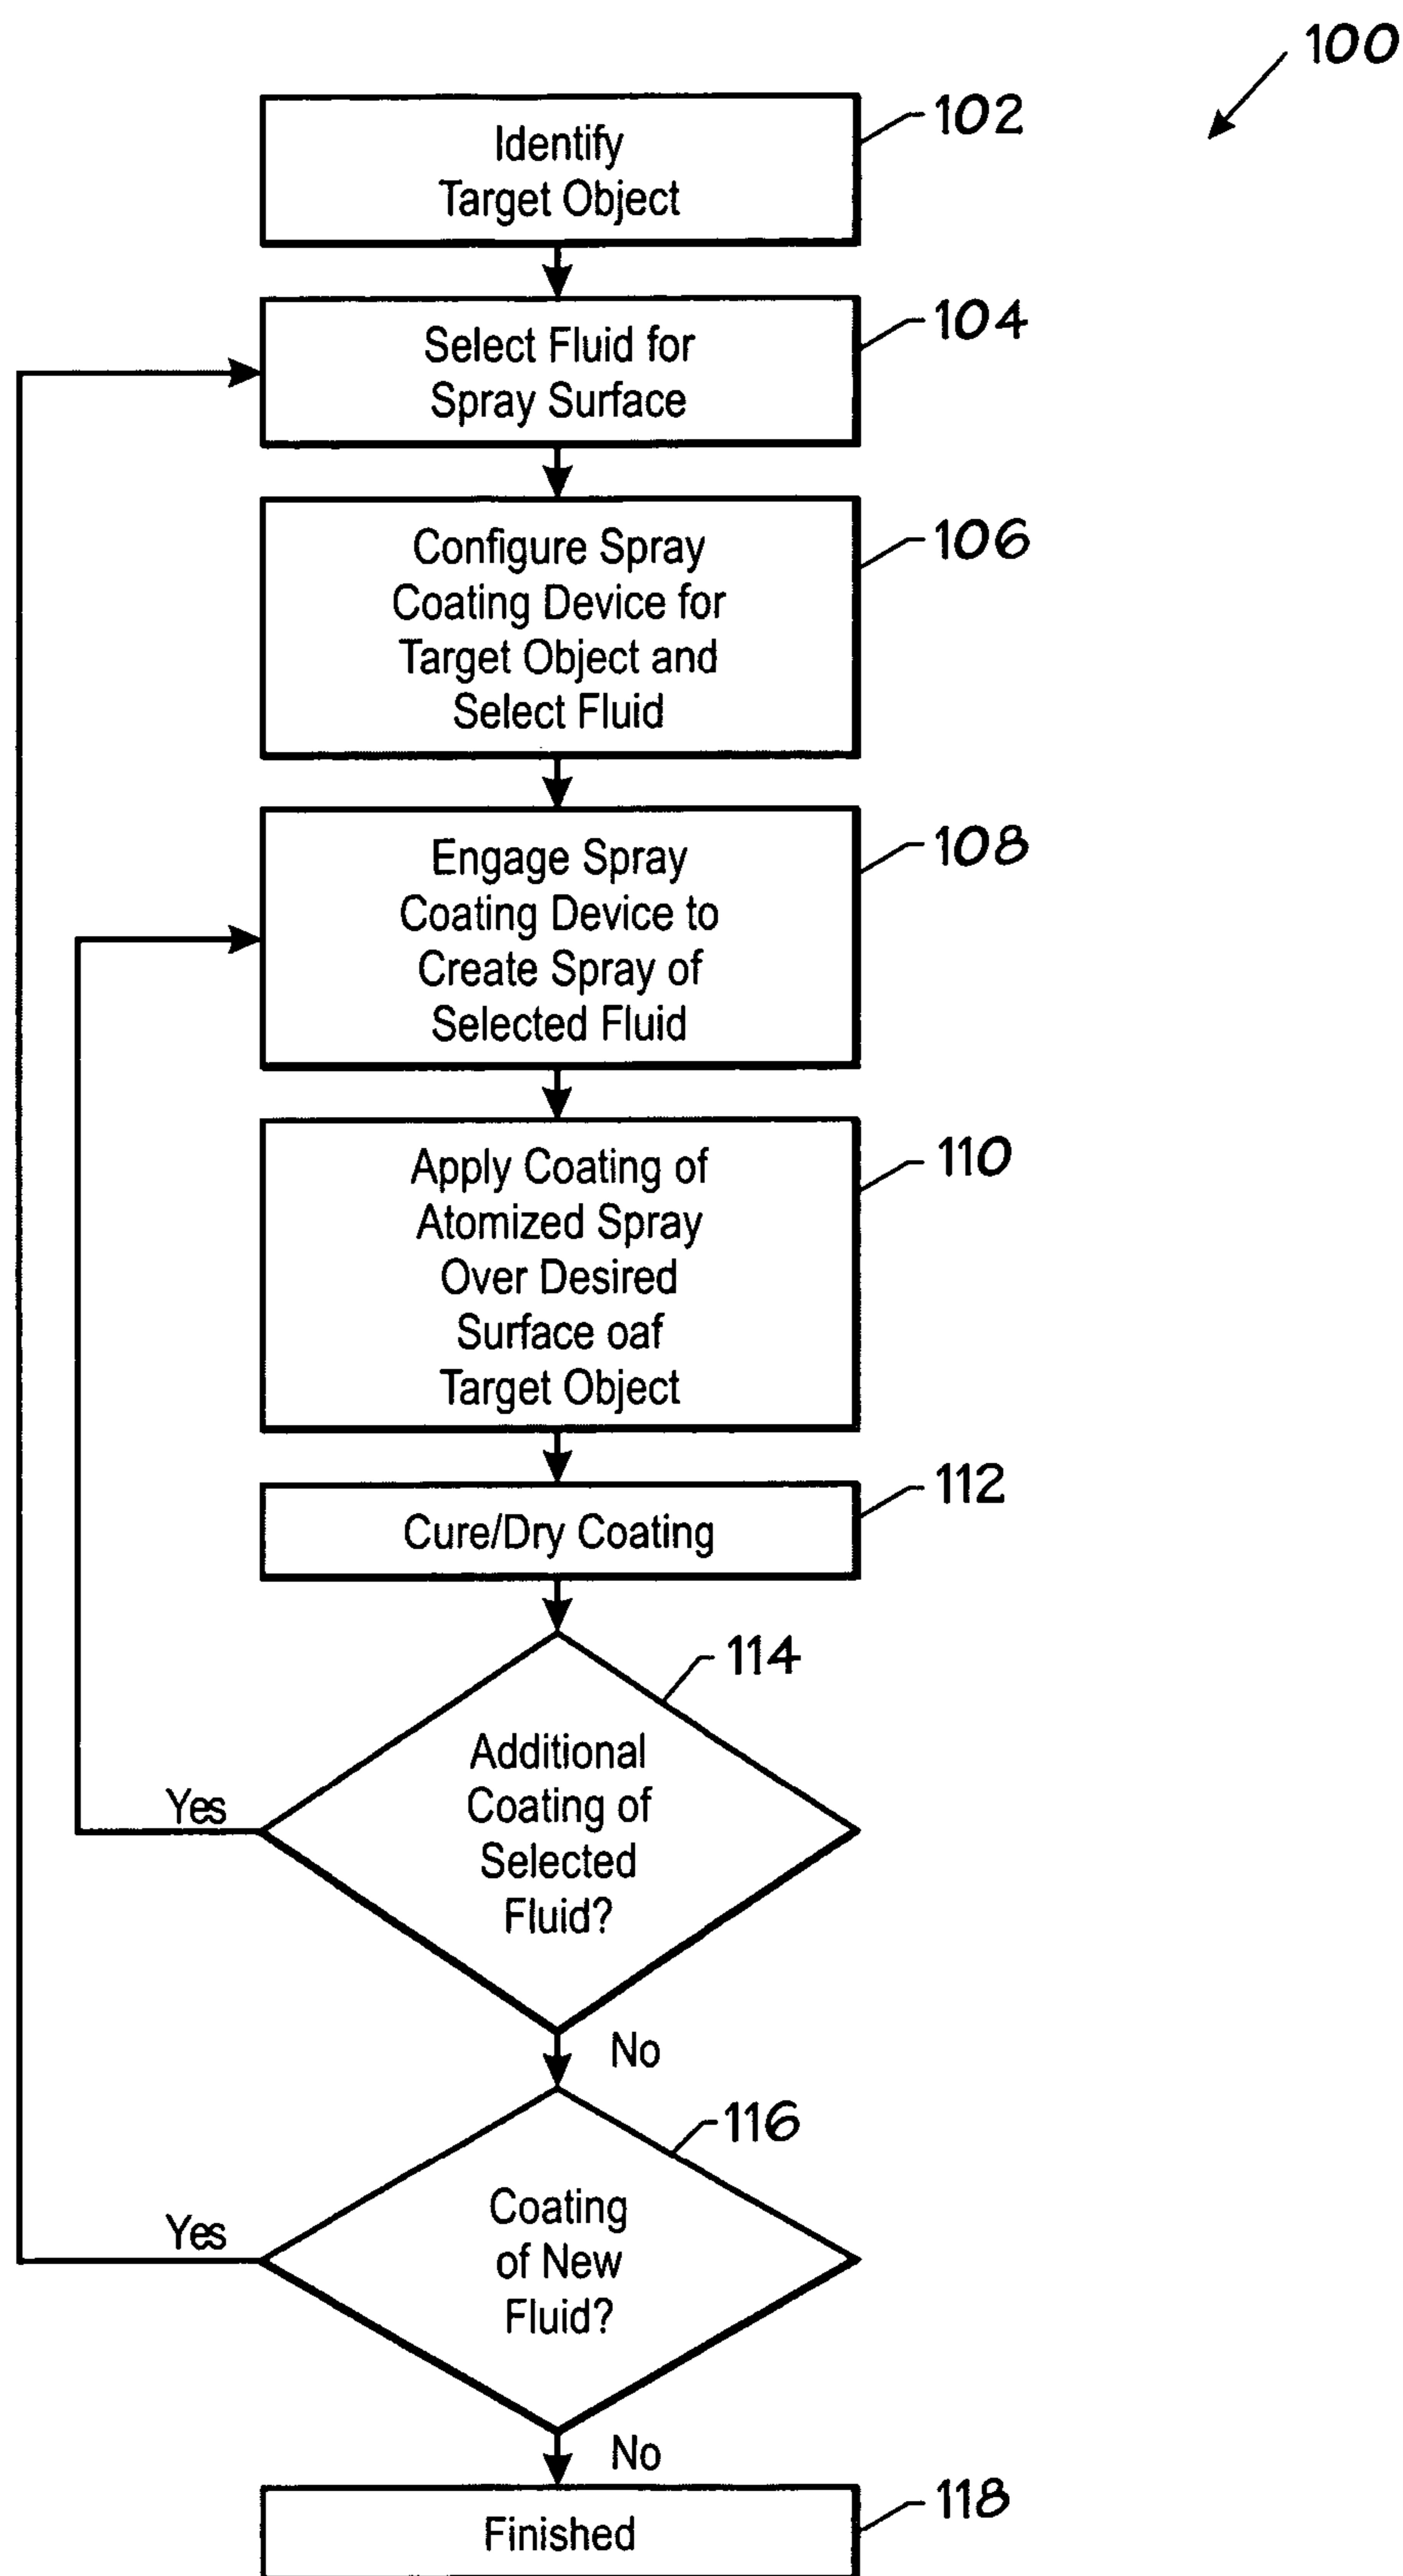 100
102
Identify
Target Object
104
Select Fluid for
Spray Surface
106
Configure Spray
Coating Device for
Target Object and
Select Fluid
108
Engage Spray
Coating Device to
Create Spray of
Selected Fluid
110
Apply Coating of
Atomized Spray
Over Desired
Surface oaf
Target Object
112
Cure/Dry Coating
114
Additional
Coating of
Selected
Fluid?
Yes
No
116
Coating
of New
Fluid?
Yes
No
118
Finished